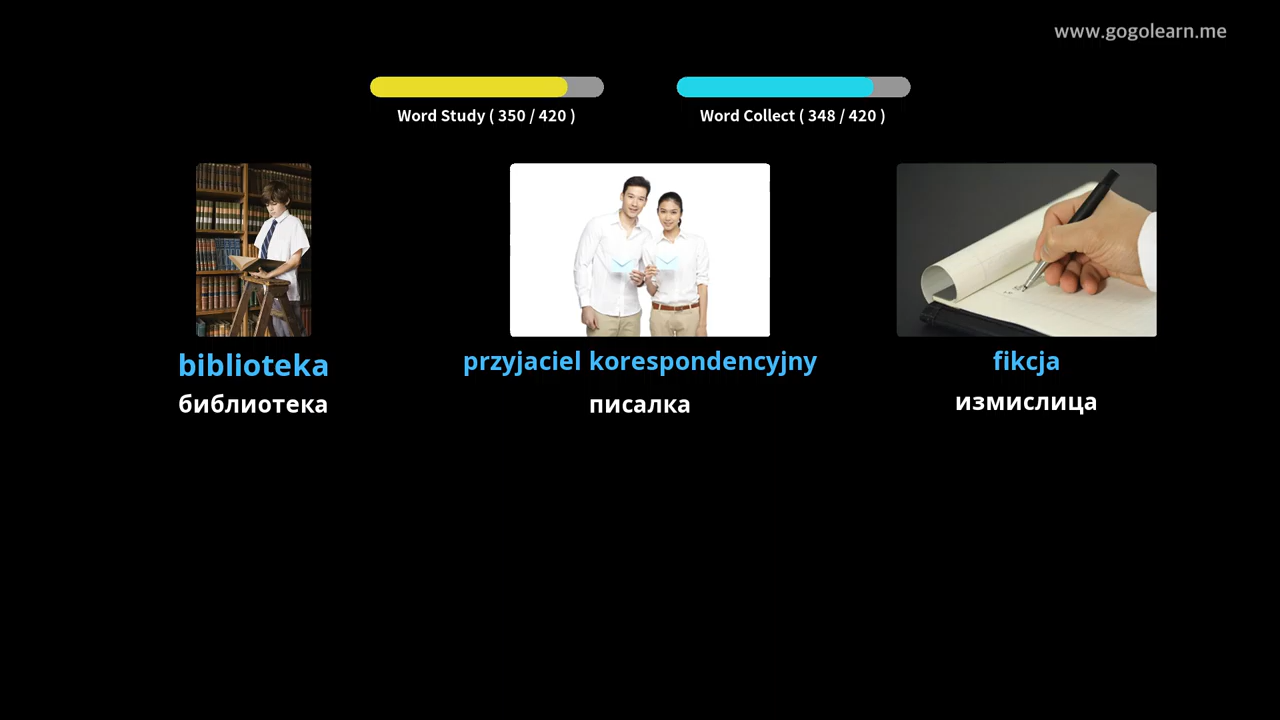 www.gogolearn.me
Word Study ( 350 / 420 )
Word Collect ( 348 / 420 )
biblioteka
przyjaciel korespondencyjny
fikcja
библиотека
писалка
измислица